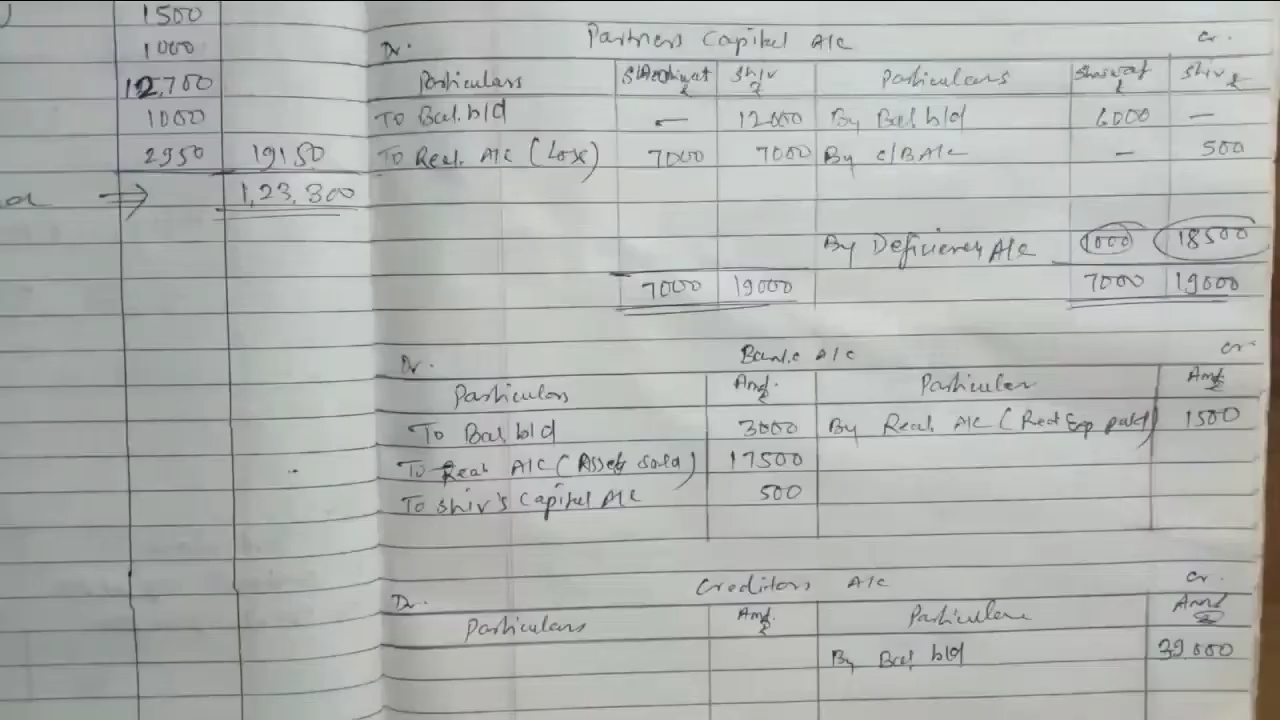 1500
1000
12,700
1000
2950 19150
⇒ 1,23,300
Dr. Partners Capital A/c Cr.
Particulars Shiv ₹ Particulars Shaswat ₹ Shiv ₹
To Bal. b/d — 12000 By Bal b/d 6000 —
To Real. A/c (Loss) 7000 7000 By c/B A/c — 500
By Deficiency A/c 1000 18500
7000 19000 7000 19000
Dr. Bank A/c Cr
Particulars Amt. ₹ Particular Amt ₹
To Bal b/d 3000 By Real. A/c (Real Exp paid) 1500
To Real A/c (Assets sold) 17500
To Shiv's Capital A/c 500
Creditors A/c
Dr. Cr.
Particulars Amt. ₹ Particulars Amt ₹
By Bal b/d 39000